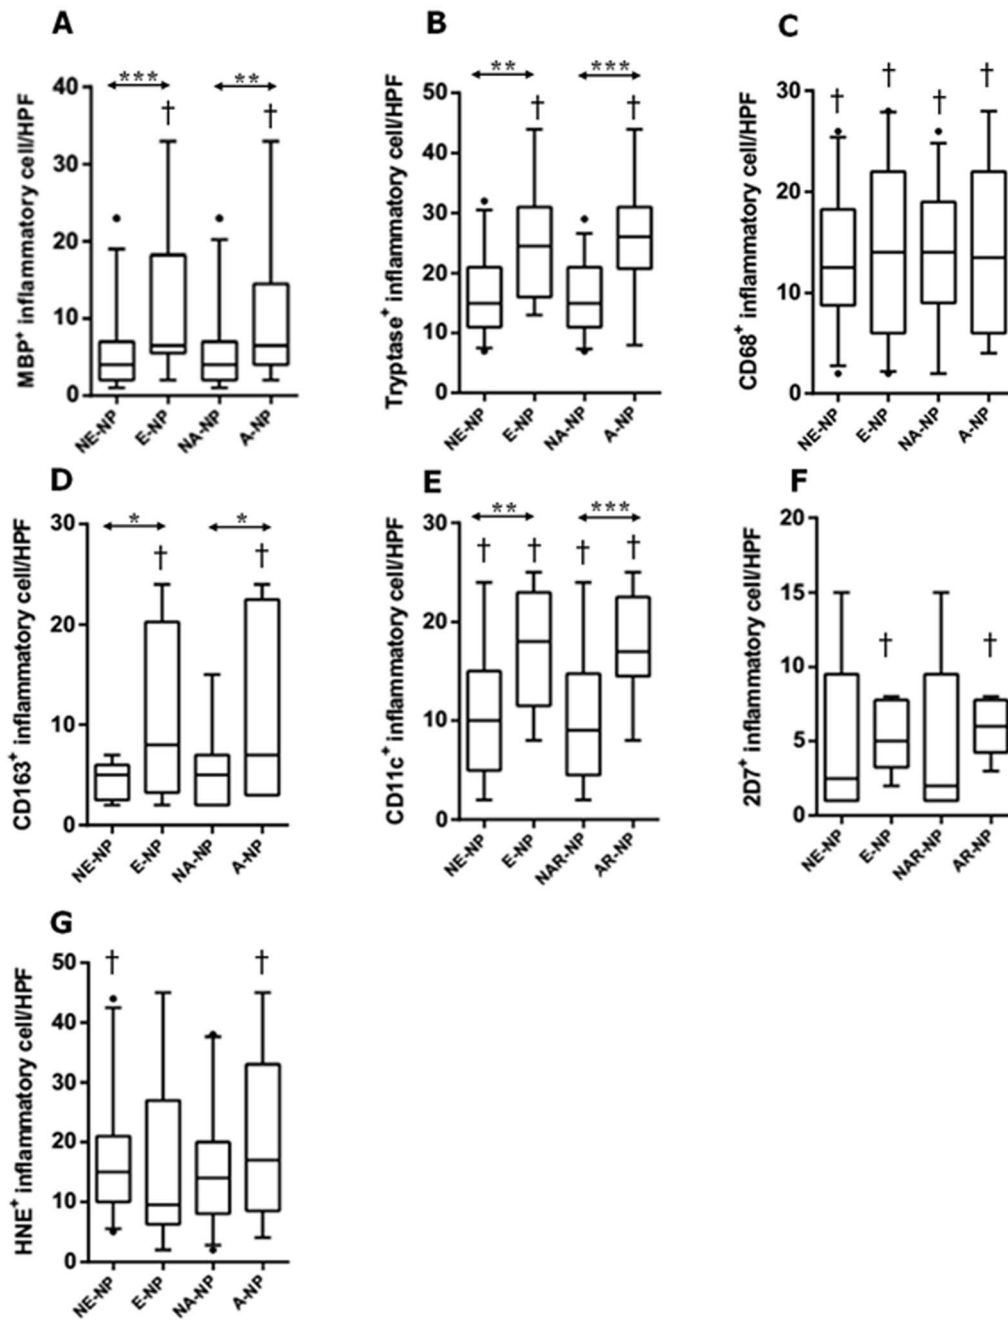 A
MBP+ inflammatory cell/HPF
40
30
20
10
0
***
**
†
†
NE-NP
E-NP
NA-NP
A-NP
B
Tryptase+ inflammatory cell/HPF
50
40
30
20
10
0
**
***
†
†
NE-NP
E-NP
NA-NP
A-NP
C
CD68+ inflammatory cell/HPF
30
20
10
0
†
†
†
†
NE-NP
E-NP
NA-NP
A-NP
D
CD163+ inflammatory cell/HPF
30
20
10
0
*
*
†
†
NE-NP
E-NP
NA-NP
A-NP
E
CD11c + inflammatory cell/HPF
30
20
10
0
**
***
†
†
†
†
NE-NP
E-NP
NAR-NP
AR-NP
F
2D7+ inflammatory cell/HPF
20
15
10
5
0
†
†
NE-NP
E-NP
NAR-NP
AR-NP
G
HNE+ inflammatory cell/HPF
50
40
30
20
10
0
†
†
NE-NP
E-NP
NA-NP
A-NP